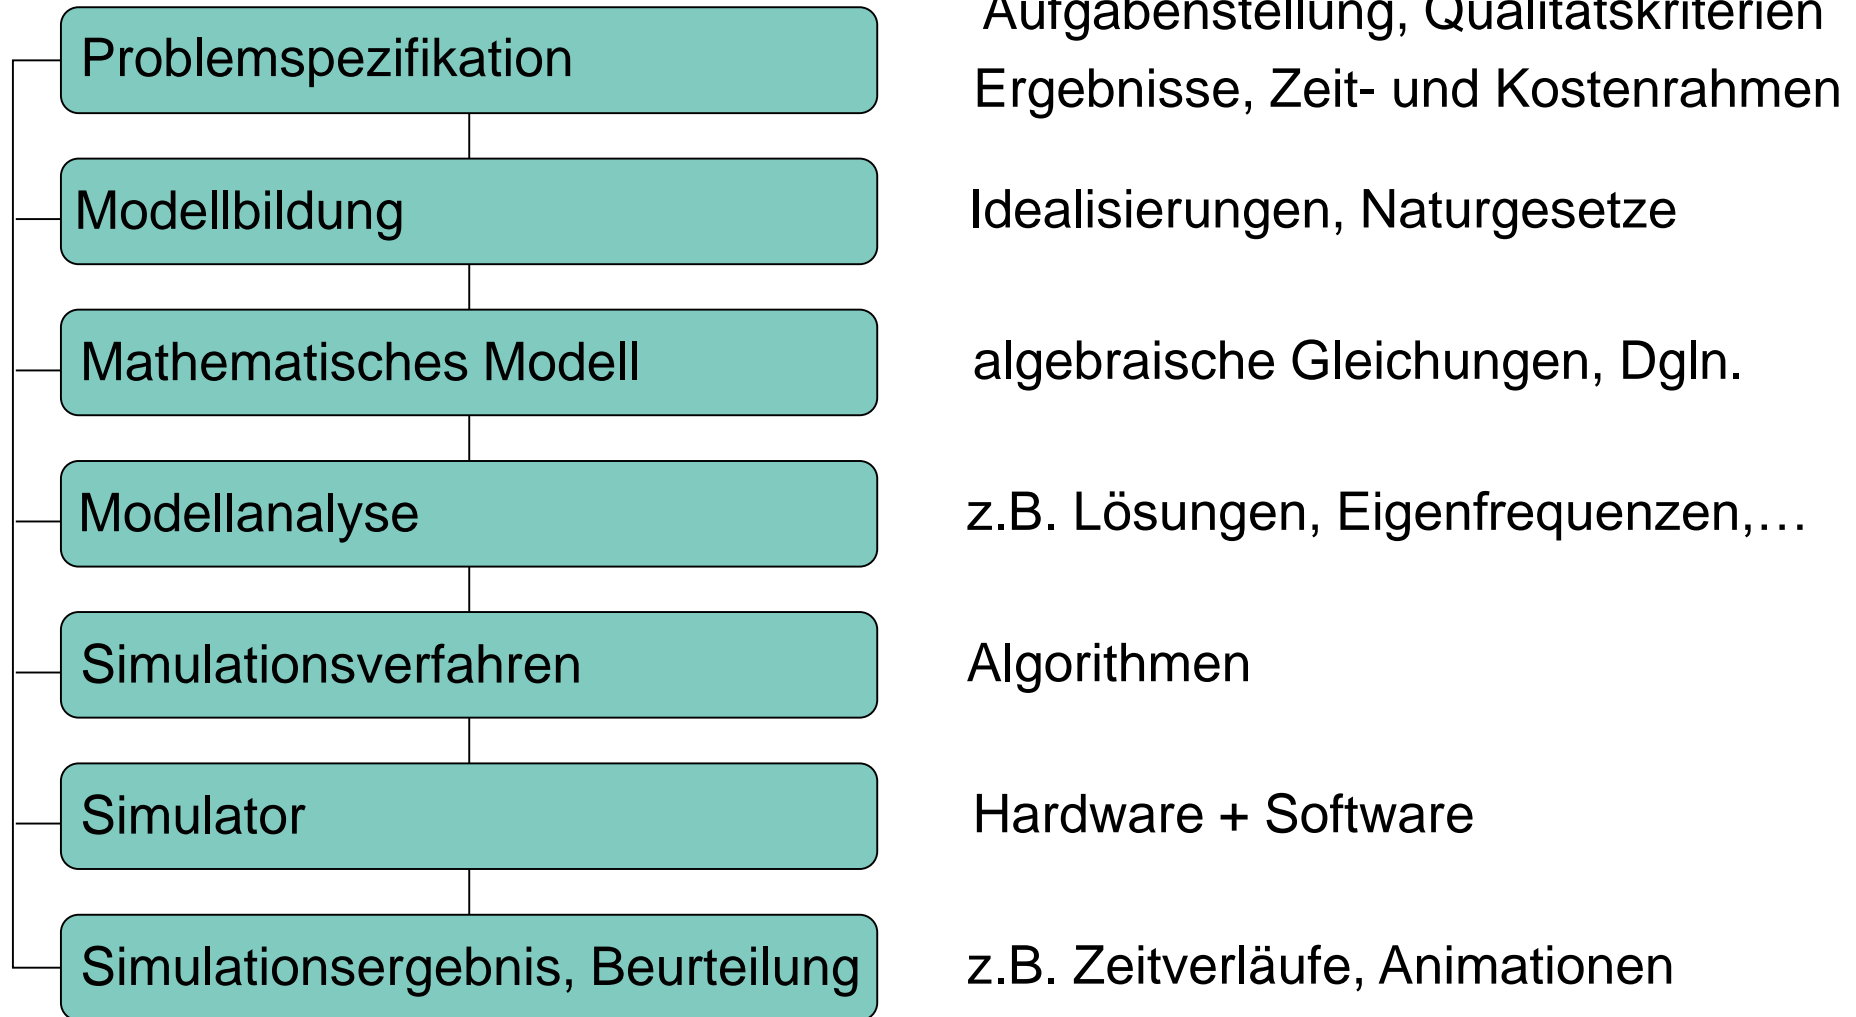 Aufgabenstellung, Qualitätskriterien
Problemspezifikation
Ergebnisse, Zeit- und Kostenrahmen
Modellbildung
Idealisierungen, Naturgesetze
Mathematisches Modell
algebraische Gleichungen, Dgln.
Modellanalyse
z.B. Lösungen, Eigenfrequenzen,…
Simulationsverfahren
Algorithmen
Simulator
Hardware + Software
Simulationsergebnis, Beurteilung
z.B. Zeitverläufe, Animationen